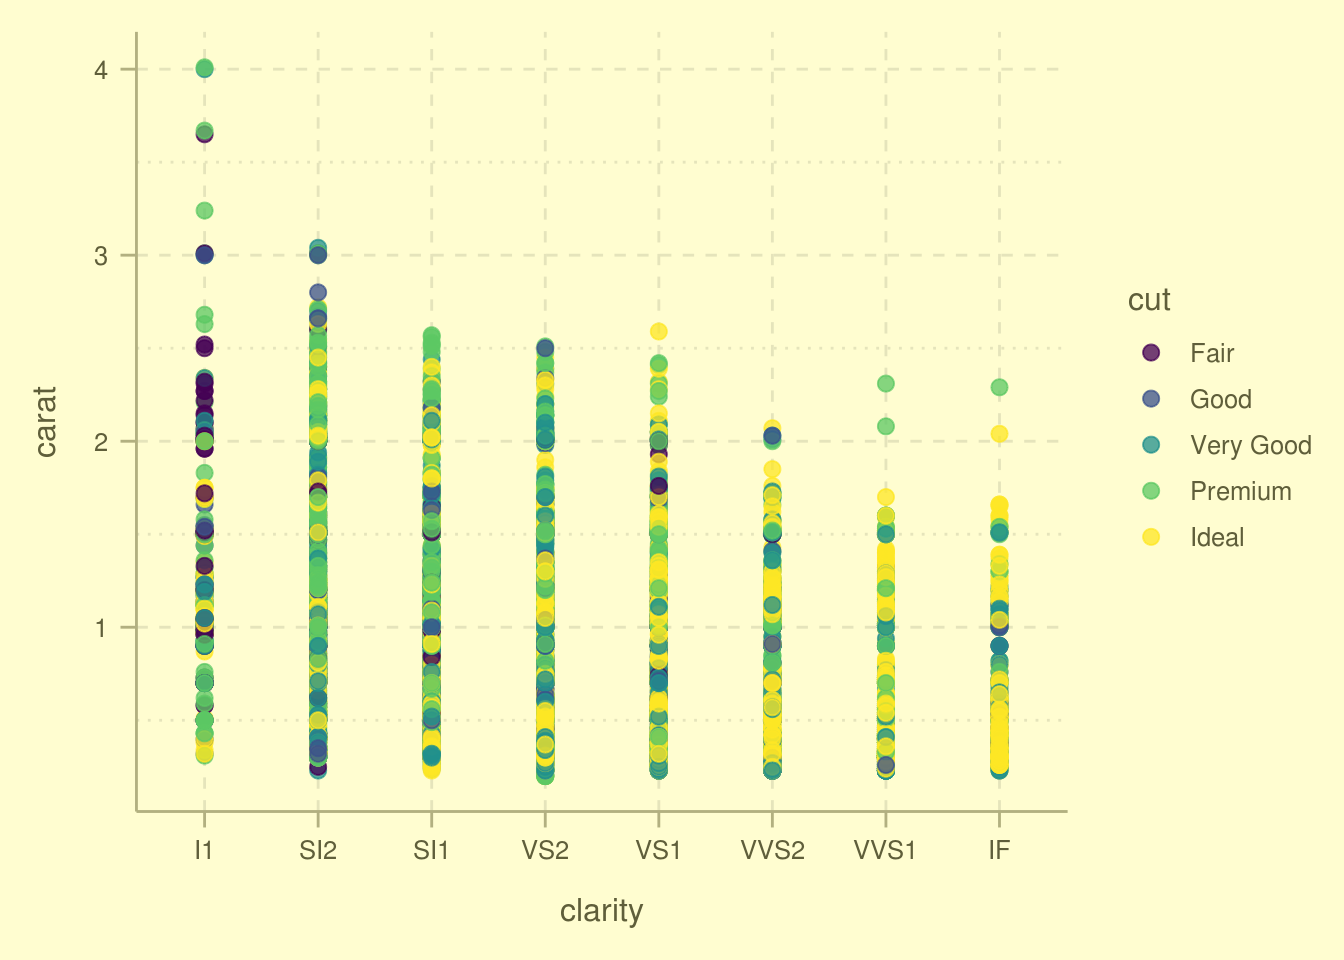 4
3
2
1
carat
I1 SI2 SI1 VS2 VS1 VVS2 VVS1 IF
clarity
cut
Fair
Good
Very Good
Premium
Ideal